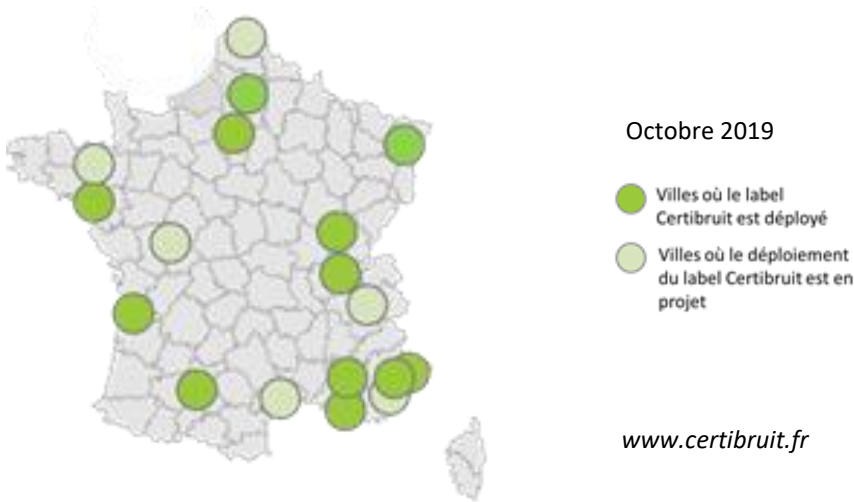 Octobre 2019
Villes où le label
Certibruit est déployé
Villes où le déploiement
du label Certibruit est en
projet
www.certibruit.fr